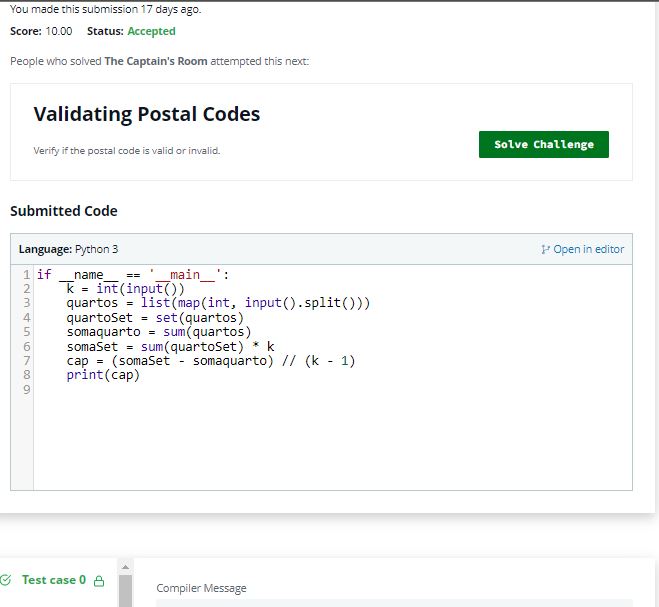 You made this submission 17 days ago.
Score: 10.00 Status: Accepted
People who solved The Captain's Room attempted this next:
Validating Postal Codes
Verify if the postal code is valid or invalid.
Solve Challenge
Submitted Code
Language: Python 3
Open in editor
1 if __name__ == '__main__':
2     k = int(input())
3     quartos = list(map(int, input().split()))
4     quartoSet = set(quartos)
5     somaquarto = sum(quartos)
6     somaSet = sum(quartoSet) * k
7     cap = (somaSet - somaquarto) // (k - 1)
8     print(cap)
9
Test case 0
Compiler Message